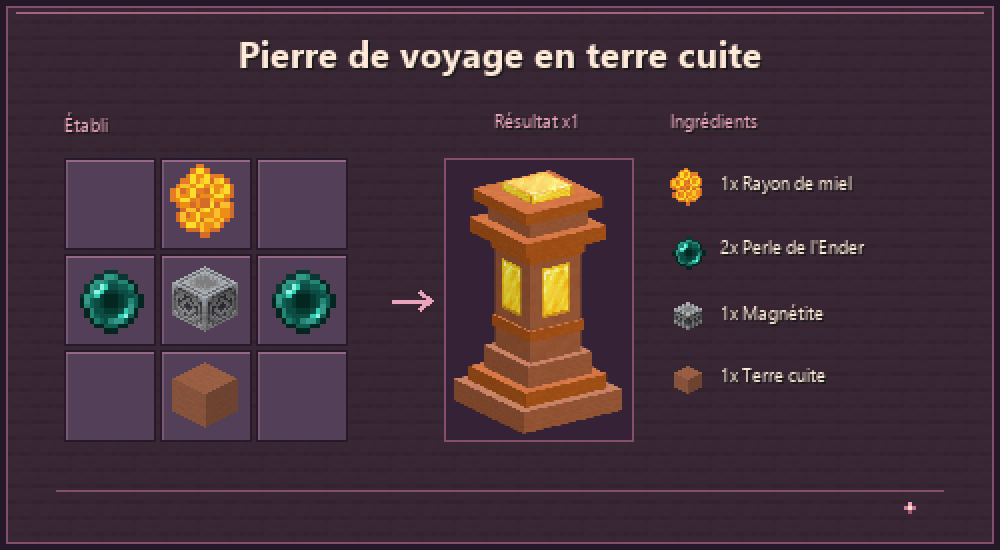 Pierre de voyage en terre cuite
Établi
Résultat x1
Ingrédients
1x Rayon de miel
2x Perle de l'Ender
1x Magnétite
1x Terre cuite